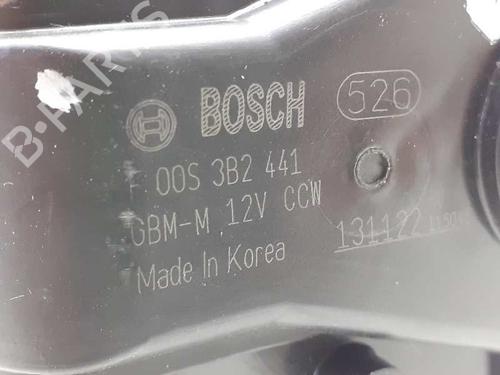 BOSCH 526
F 00S 3B2 441
GBM-M 12V CCW
131122
Made In Korea
B-PARTS